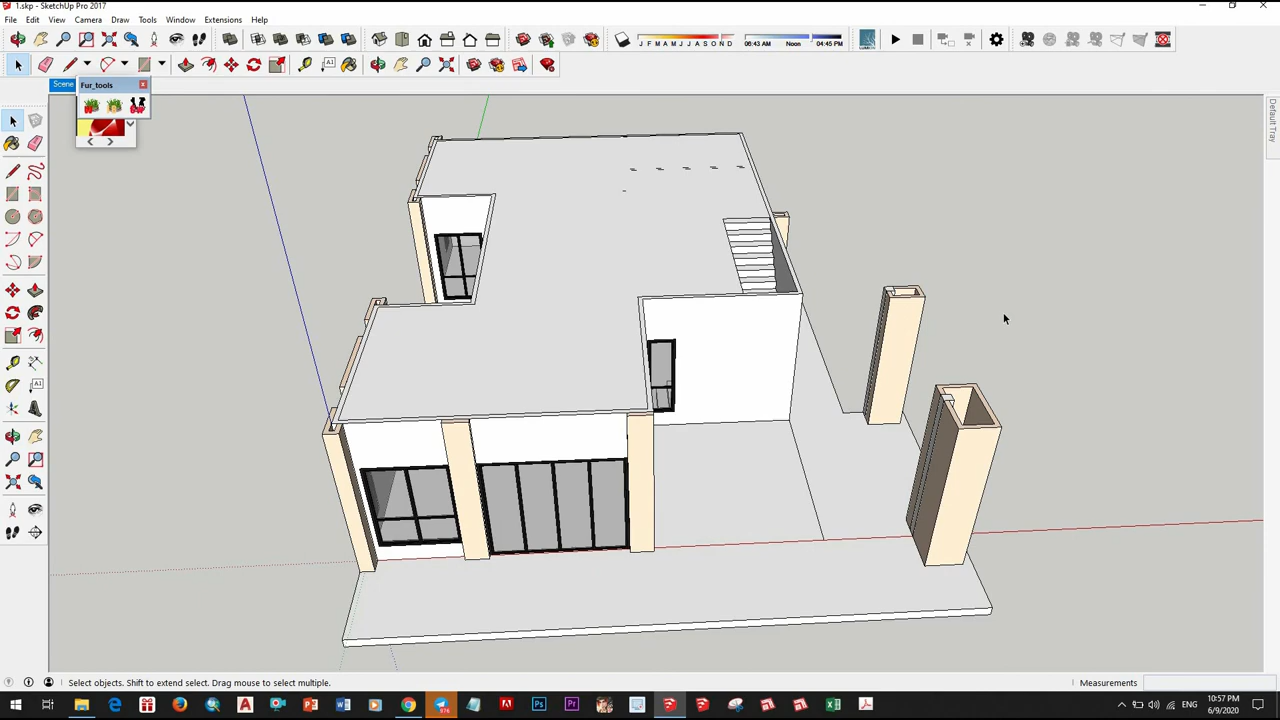 1.skp - SketchUp Pro 2017
File Edit View Camera Draw Tools Window Extensions Help
J F M A M J J A S O N D 06:43 AM Noon 04:45 PM
Scene
Fur_tools
Default Tray
Select objects. Shift to extend select. Drag mouse to select multiple.
Measurements
10:57 PM
6/9/2020